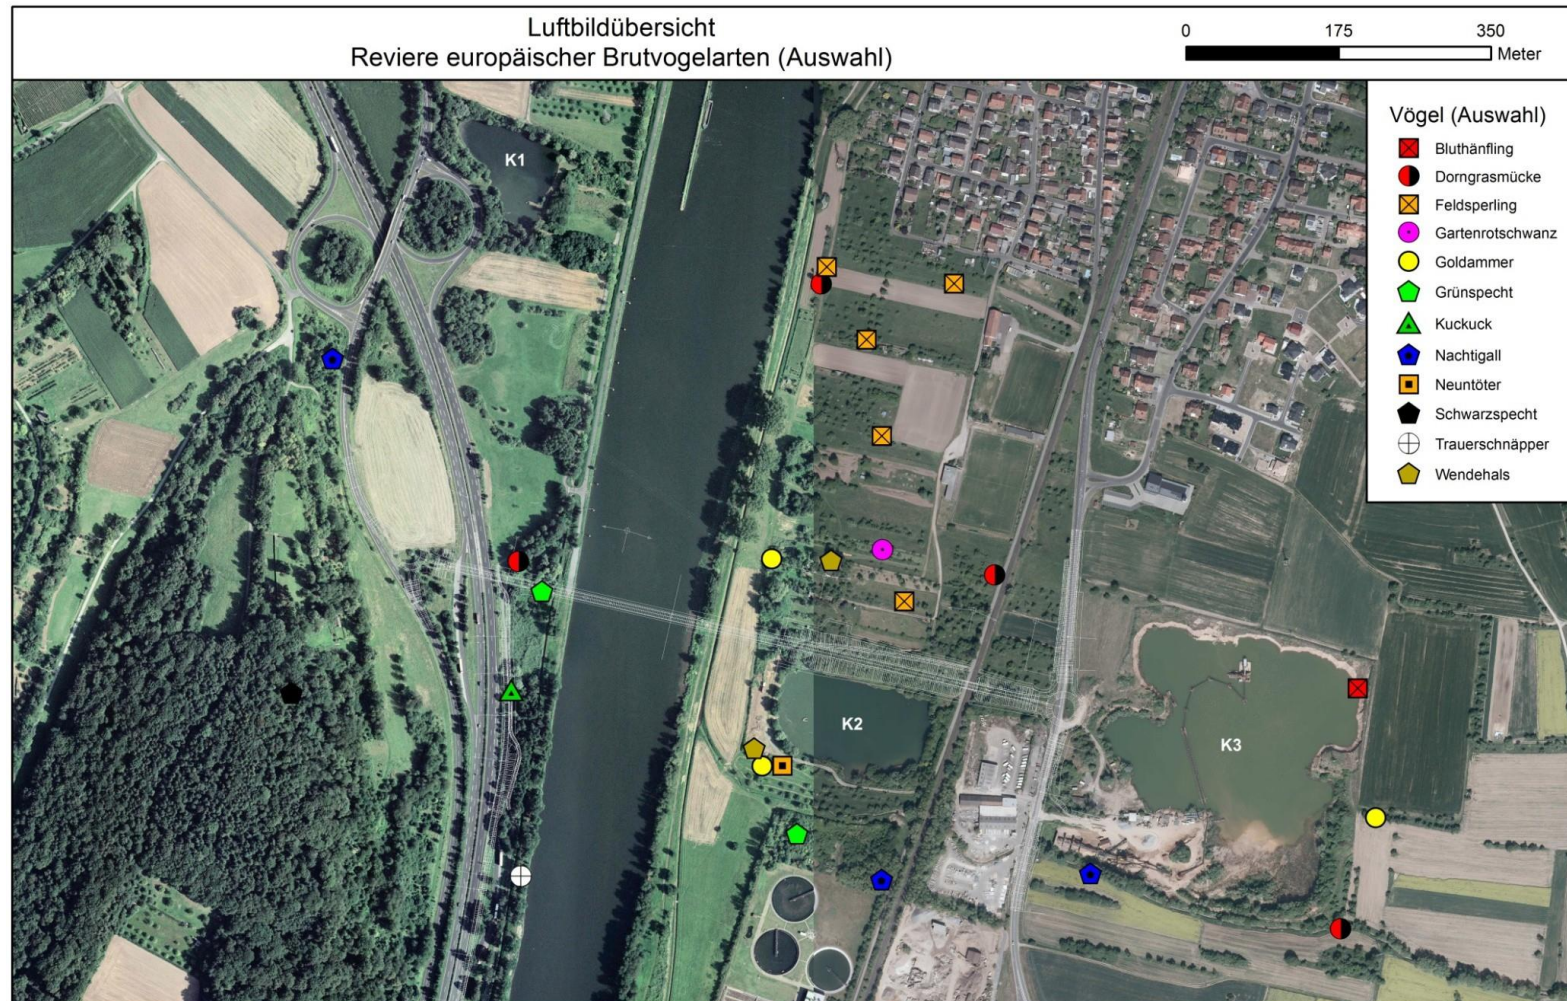 Luftbildübersicht
Reviere europäischer Brutvogelarten (Auswahl)
0 175 350
Meter
Vögel (Auswahl)
Bluthänfling
Dorngrasmücke
Feldsperling
Gartenrotschwanz
Goldammer
Grünspecht
Kuckuck
Nachtigall
Neuntöter
Schwarzspecht
Trauerschnäpper
Wendehals
K1
K2
K3